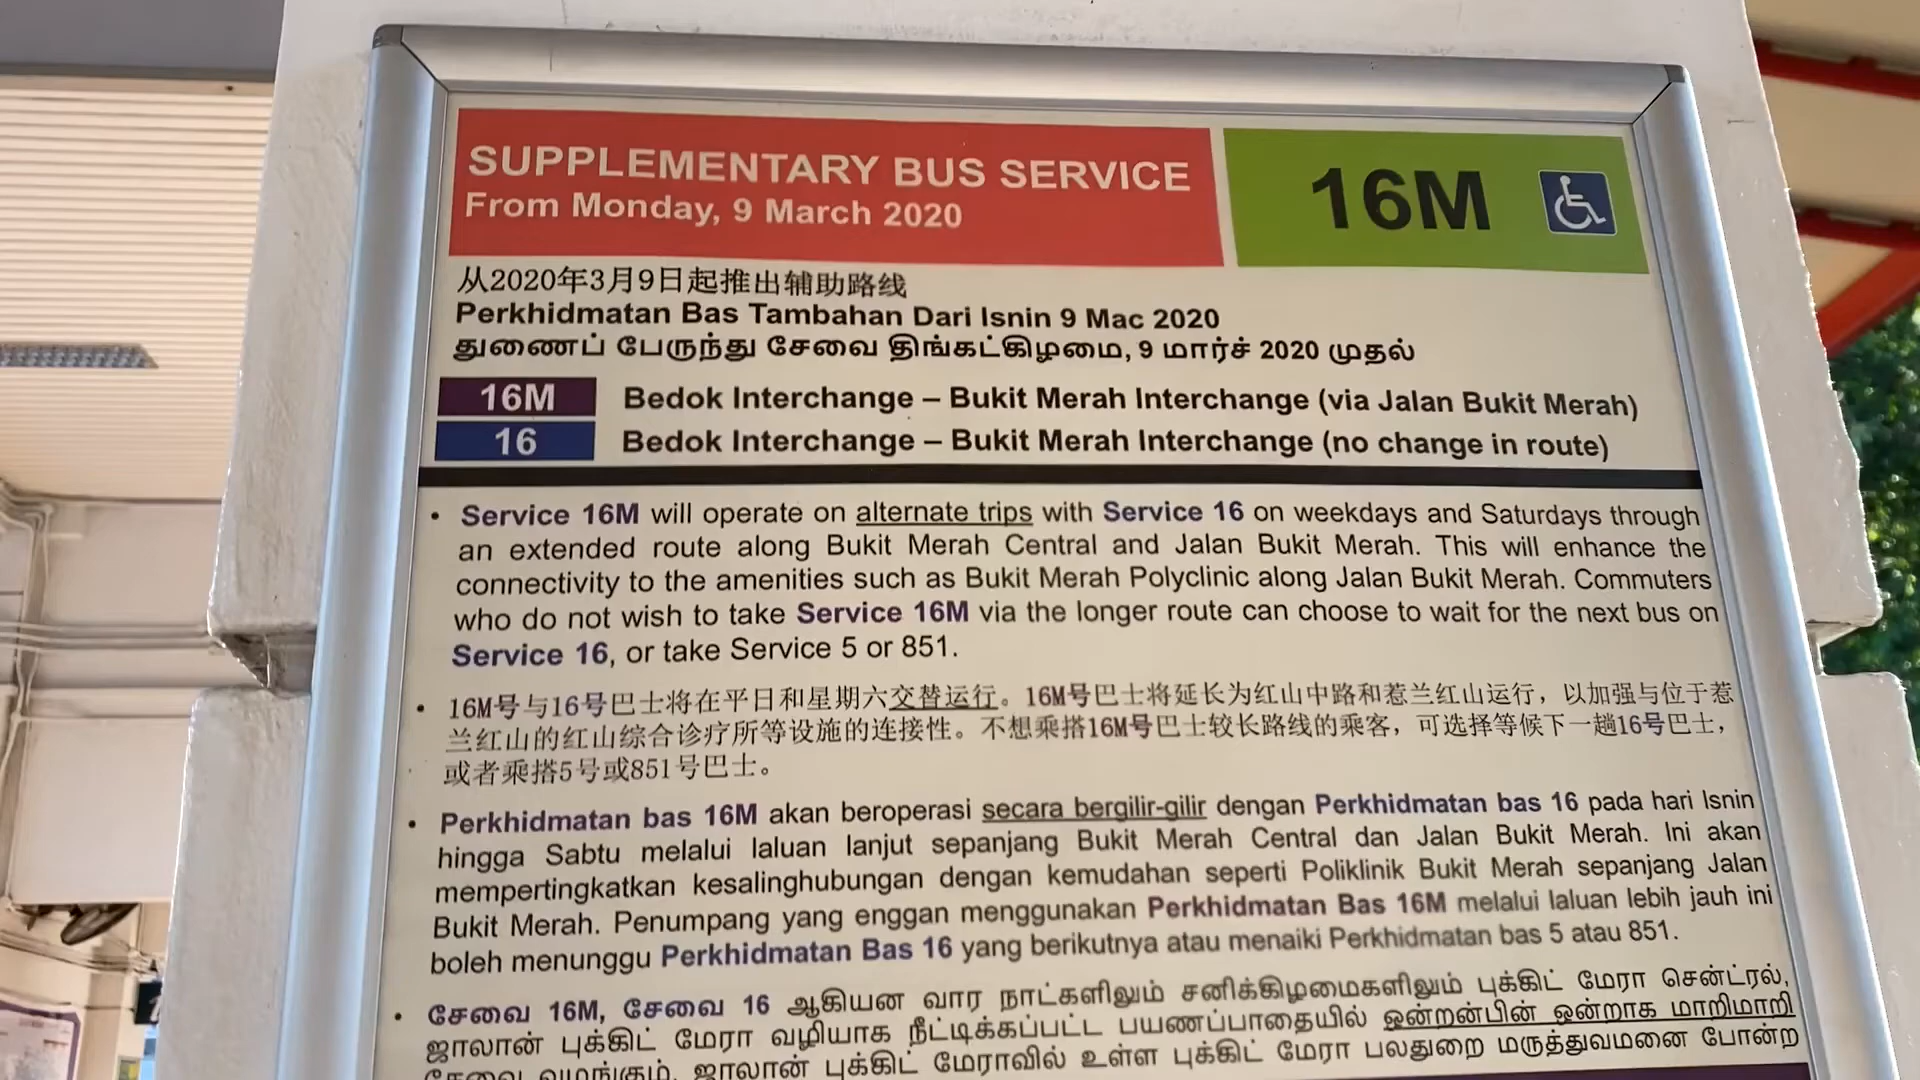 SUPPLEMENTARY BUS SERVICE
From Monday, 9 March 2020
16M
从2020年3月9日起推出辅助路线
Perkhidmatan Bas Tambahan Dari Isnin 9 Mac 2020
துணைப் பேருந்து சேவை திங்கட்கிழமை, 9 மார்ச் 2020 முதல்
16M Bedok Interchange – Bukit Merah Interchange (via Jalan Bukit Merah)
16 Bedok Interchange – Bukit Merah Interchange (no change in route)
• Service 16M will operate on alternate trips with Service 16 on weekdays and Saturdays through
an extended route along Bukit Merah Central and Jalan Bukit Merah. This will enhance the
connectivity to the amenities such as Bukit Merah Polyclinic along Jalan Bukit Merah. Commuters
who do not wish to take Service 16M via the longer route can choose to wait for the next bus on
Service 16, or take Service 5 or 851.
• 16M号与16号巴士将在平日和星期六交替运行。16M号巴士将延长为红山中路和惹兰红山运行，以加强与位于惹
兰红山的红山综合诊疗所等设施的连接性。不想乘搭16M号巴士较长路线的乘客，可选择等候下一趟16号巴士，
或者乘搭5号或851号巴士。
• Perkhidmatan bas 16M akan beroperasi secara bergilir-gilir dengan Perkhidmatan bas 16 pada hari Isnin
hingga Sabtu melalui laluan lanjut sepanjang Bukit Merah Central dan Jalan Bukit Merah. Ini akan
mempertingkatkan kesalinghubungan dengan kemudahan seperti Poliklinik Bukit Merah sepanjang Jalan
Bukit Merah. Penumpang yang enggan menggunakan Perkhidmatan Bas 16M melalui laluan lebih jauh ini
boleh menunggu Perkhidmatan Bas 16 yang berikutnya atau menaiki Perkhidmatan bas 5 atau 851.
• சேவை 16M, சேவை 16 ஆகியன வார நாட்களிலும் சனிக்கிழமைகளிலும் புக்கிட் மேரா சென்ட்ரல்,
ஜாலான் புக்கிட் மேரா வழியாக நீட்டிக்கப்பட்ட பயணப்பாதையில் ஒன்றன்பின் ஒன்றாக மாறிமாறி
சேவை வழங்கும். ஜாலான் புக்கிட் மேராவில் உள்ள புக்கிட் மேரா பலதுறை மருத்துவமனை போன்ற